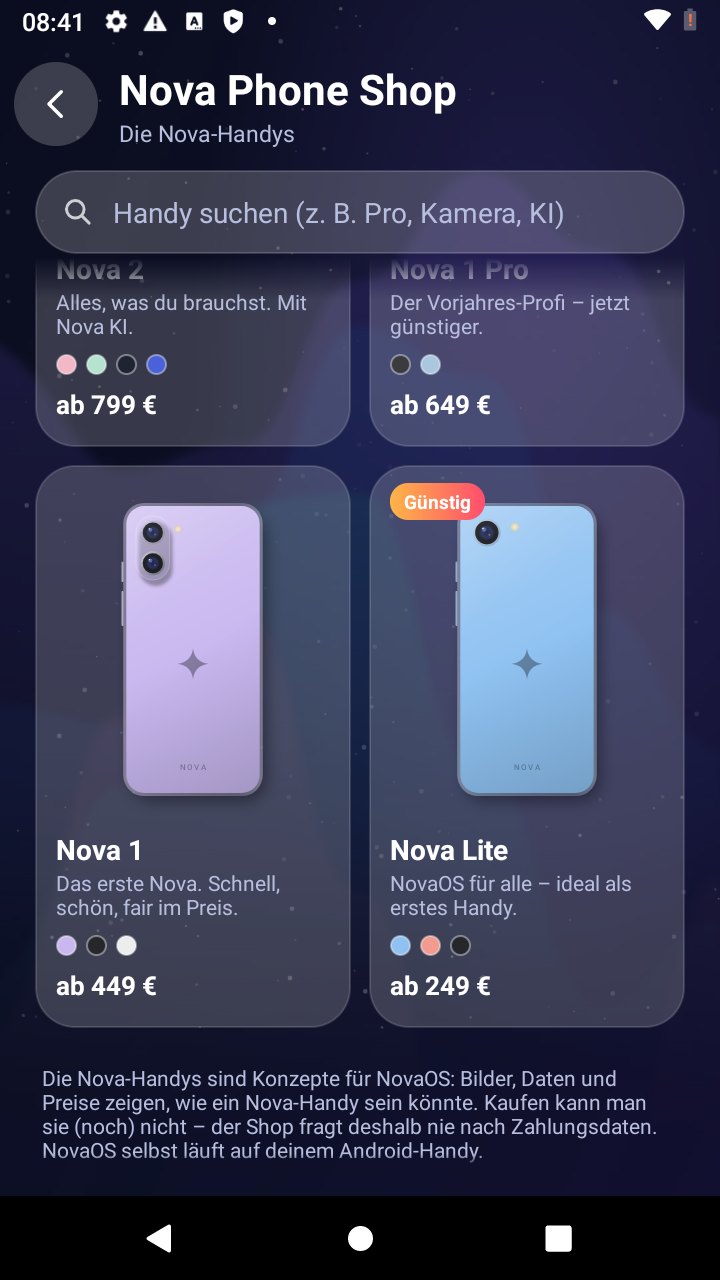 08:41
Nova Phone Shop
Die Nova-Handys
Handy suchen (z. B. Pro, Kamera, KI)
Nova 2
Alles, was du brauchst. Mit
Nova KI.
ab 799 €
Nova 1 Pro
Der Vorjahres-Profi – jetzt
günstiger.
ab 649 €
NOVA
Nova 1
Das erste Nova. Schnell,
schön, fair im Preis.
ab 449 €
Günstig
NOVA
Nova Lite
NovaOS für alle – ideal als
erstes Handy.
ab 249 €
Die Nova-Handys sind Konzepte für NovaOS: Bilder, Daten und
Preise zeigen, wie ein Nova-Handy sein könnte. Kaufen kann man
sie (noch) nicht – der Shop fragt deshalb nie nach Zahlungsdaten.
NovaOS selbst läuft auf deinem Android-Handy.